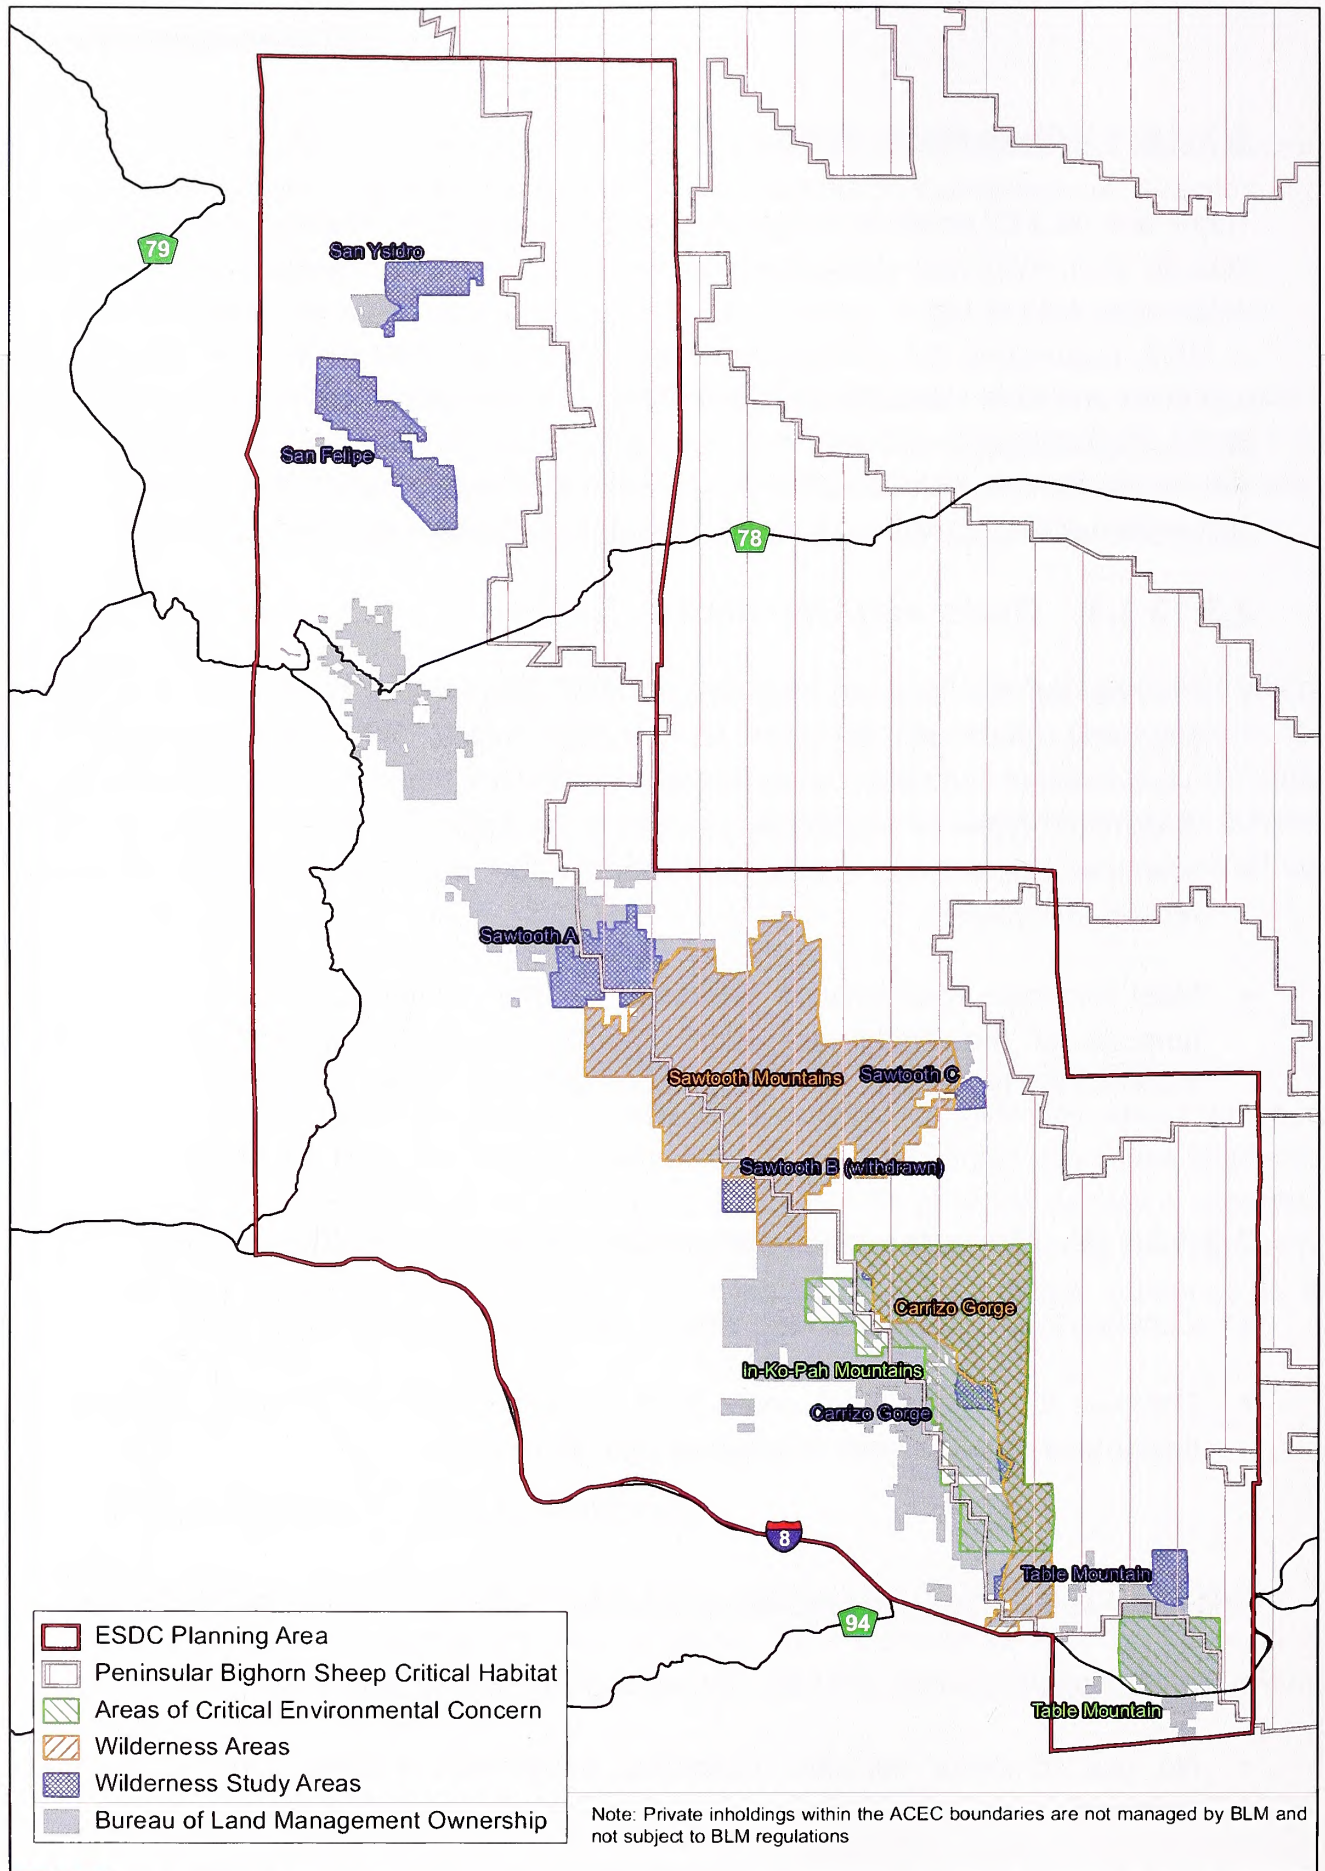 San Ysidro
79
San Felipe
78
Sawtooth A
Sawtooth Mountains
Sawtooth C
Sawtooth B (withdrawn)
Carrizo Gorge
In-Ko-Pah Mountains
Carrizo Gorge
8
Table Mountain
94
Table Mountain
ESDC Planning Area
Peninsular Bighorn Sheep Critical Habitat
Areas of Critical Environmental Concern
Wilderness Areas
Wilderness Study Areas
Bureau of Land Management Ownership
Note: Private inholdings within the ACEC boundaries are not managed by BLM and
not subject to BLM regulations